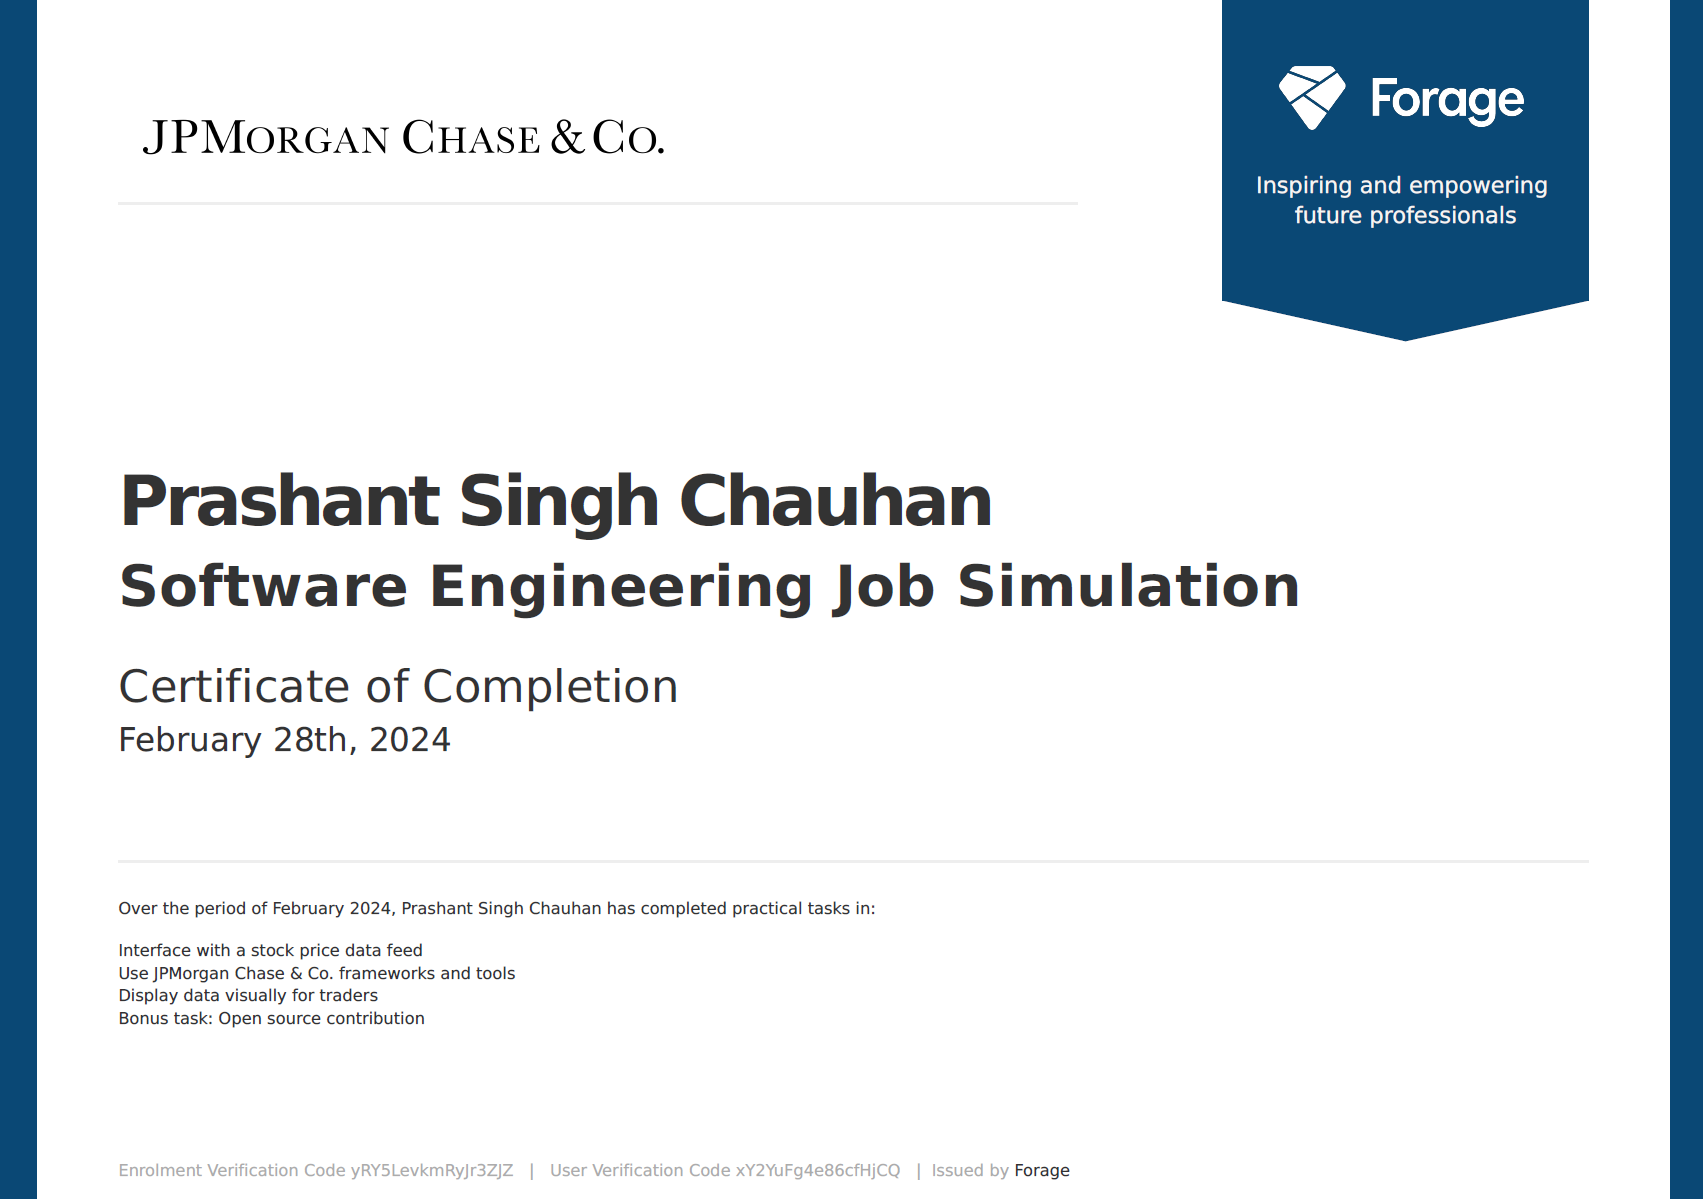 JPMORGAN CHASE & CO.
Forage
Inspiring and empowering
future professionals
Prashant Singh Chauhan
Software Engineering Job Simulation
Certificate of Completion
February 28th, 2024
Over the period of February 2024, Prashant Singh Chauhan has completed practical tasks in:
Interface with a stock price data feed
Use JPMorgan Chase & Co. frameworks and tools
Display data visually for traders
Bonus task: Open source contribution
Enrolment Verification Code yRY5LevkmRyJr3ZJZ | User Verification Code xY2YuFg4e86cfHjCQ | Issued by Forage